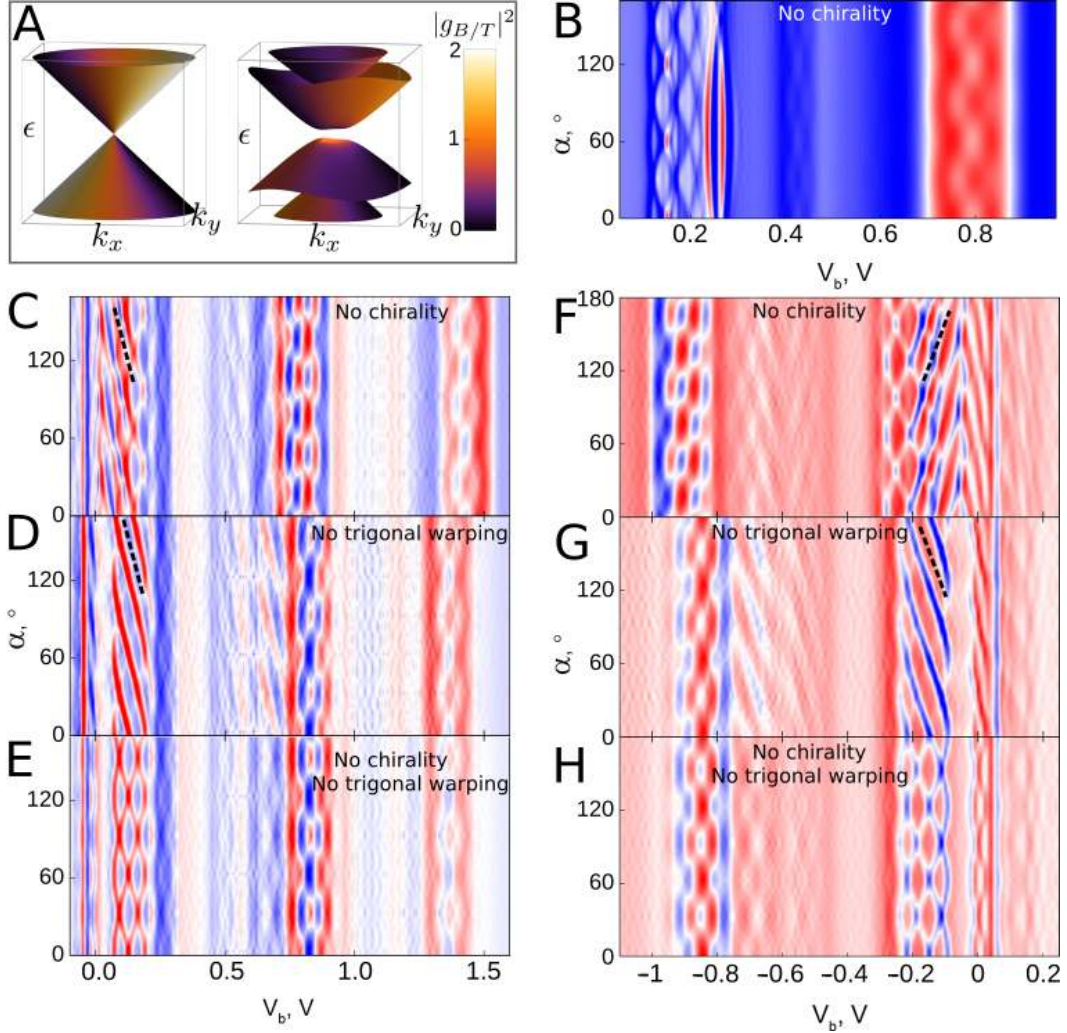 A
|g_{B/T}|^2
2
1
0
ϵ
k_x
k_y
ϵ
k_x
k_y
B
No chirality
α, °
120
60
0
0.2
0.4
0.6
0.8
V_b, V
C
No chirality
120
60
0
D
No trigonal warping
α, °
120
60
0
E
No chirality
No trigonal warping
120
60
0
0.0
0.5
1.0
1.5
V_b, V
F
No chirality
180
120
60
0
G
No trigonal warping
α, °
120
60
0
H
No chirality
No trigonal warping
120
60
0
−1
−0.8
−0.6
−0.4
−0.2
0
0.2
V_b, V